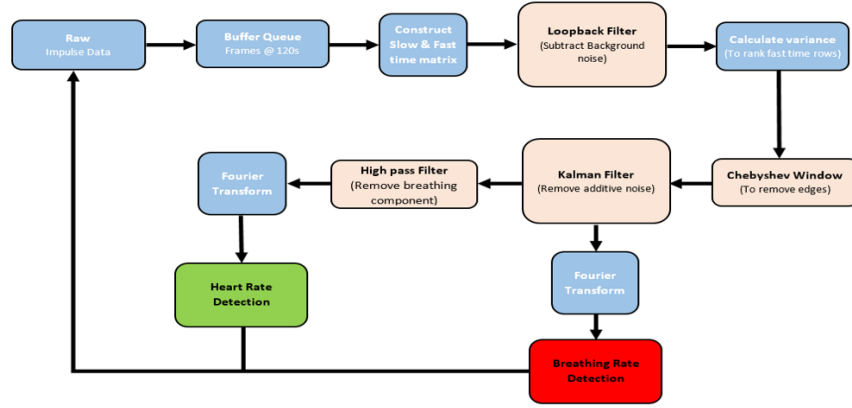 Raw
Impulse Data
Buffer Queue
Frames @ 120s
Construct
Slow & Fast
time matrix
Loopback Filter
(Subtract Background
noise)
Calculate variance
(To rank fast time rows)
Chebyshev Window
(To remove edges)
Kalman Filter
(Remove additive noise)
High pass Filter
(Remove breathing
component)
Fourier
Transform
Heart Rate
Detection
Fourier
Transform
Breathing Rate
Detection